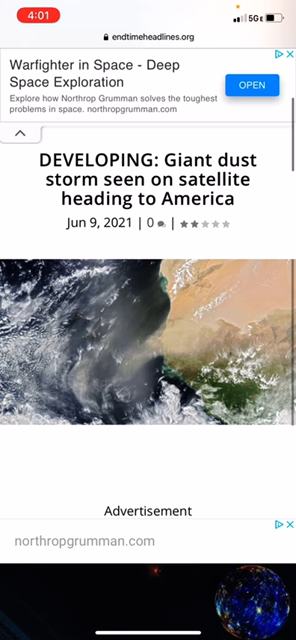 4:01
5GE
endtimeheadlines.org
Warfighter in Space - Deep
Space Exploration
Explore how Northrop Grumman solves the toughest
problems in space. northropgrumman.com
OPEN
DEVELOPING: Giant dust
storm seen on satellite
heading to America
Jun 9, 2021 | 0 |
Advertisement
northropgrumman.com